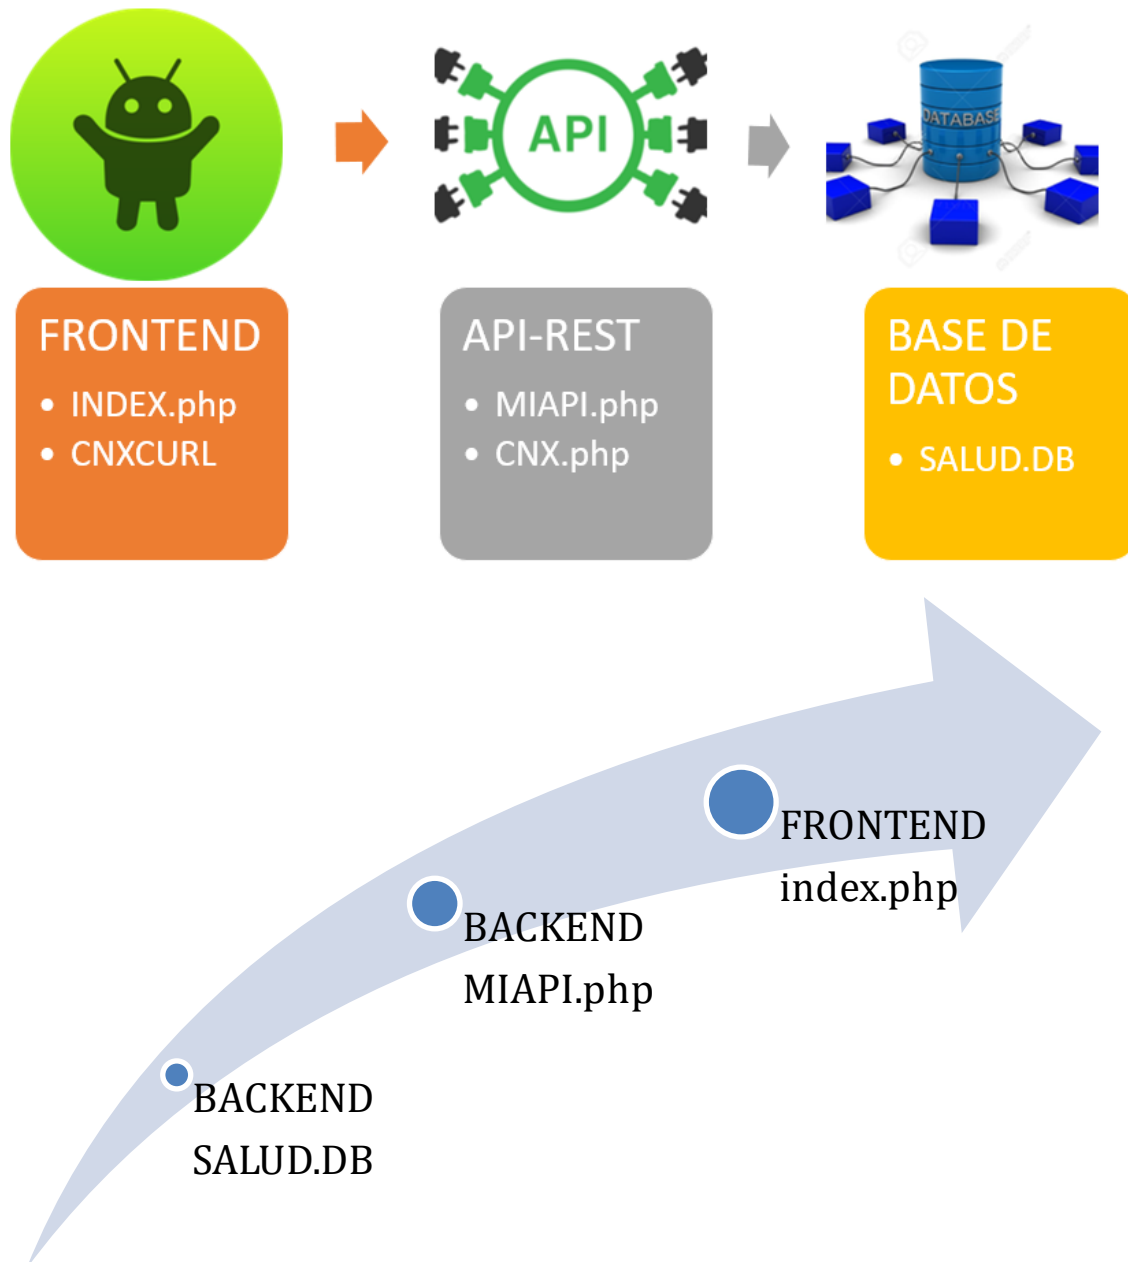 API
DATABASE
FRONTEND
• INDEX.php
• CNXCURL
API-REST
• MIAPI.php
• CNX.php
BASE DE
DATOS
• SALUD.DB
FRONTEND
index.php
BACKEND
MIAPI.php
BACKEND
SALUD.DB